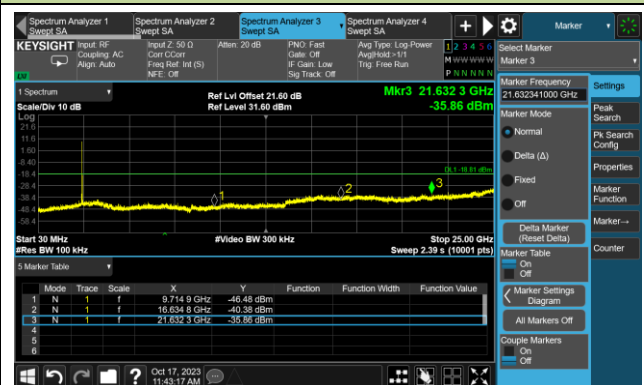 Spectrum Analyzer 1
Swept SA
Spectrum Analyzer 2
Swept SA
Spectrum Analyzer 3
Swept SA
Spectrum Analyzer 4
Swept SA
+
Marker
KEYSIGHT
Input: RF
Coupling: AC
Align: Auto
Input Z: 50 Ω
Corr CCorr
Freq Ref: Int (S)
NFE: Off
Atten: 20 dB
PNO: Fast
Gate: Off
IF Gain: Low
Sig Track: Off
Avg Type: Log-Power
Avg|Hold:>1/1
Trig: Free Run
1 2 3 4 5 6
M W W W W W
P N N N N N
LXI
Select Marker
Marker 3
1 Spectrum
Scale/Div 10 dB
Ref Lvl Offset 21.60 dB
Ref Level 31.60 dBm
Mkr3 21.632 3 GHz
-35.86 dBm
Log
21.6
11.6
1.60
-8.40
-18.4
-28.4
-38.4
-48.4
-58.4
DL1 -18.81 dBm
1
2
3
Start 30 MHz
#Res BW 100 kHz
#Video BW 300 kHz
Stop 25.00 GHz
Sweep 2.39 s (10001 pts)
5 Marker Table
Mode Trace Scale X Y Function Function Width Function Value
1 N 1 f 9.714 9 GHz -46.48 dBm
2 N 1 f 16.634 8 GHz -40.38 dBm
3 N 1 f 21.632 3 GHz -35.86 dBm
4
5
6
Marker Frequency
21.632341000 GHz
Marker Mode
Normal
Delta (Δ)
Fixed
Off
Delta Marker
(Reset Delta)
Marker Table
On
Off
Marker Settings
Diagram
All Markers Off
Couple Markers
On
Off
Settings
Peak
Search
Pk Search
Config
Properties
Marker
Function
Marker→
Counter
?
Oct 17, 2023
11:43:17 AM